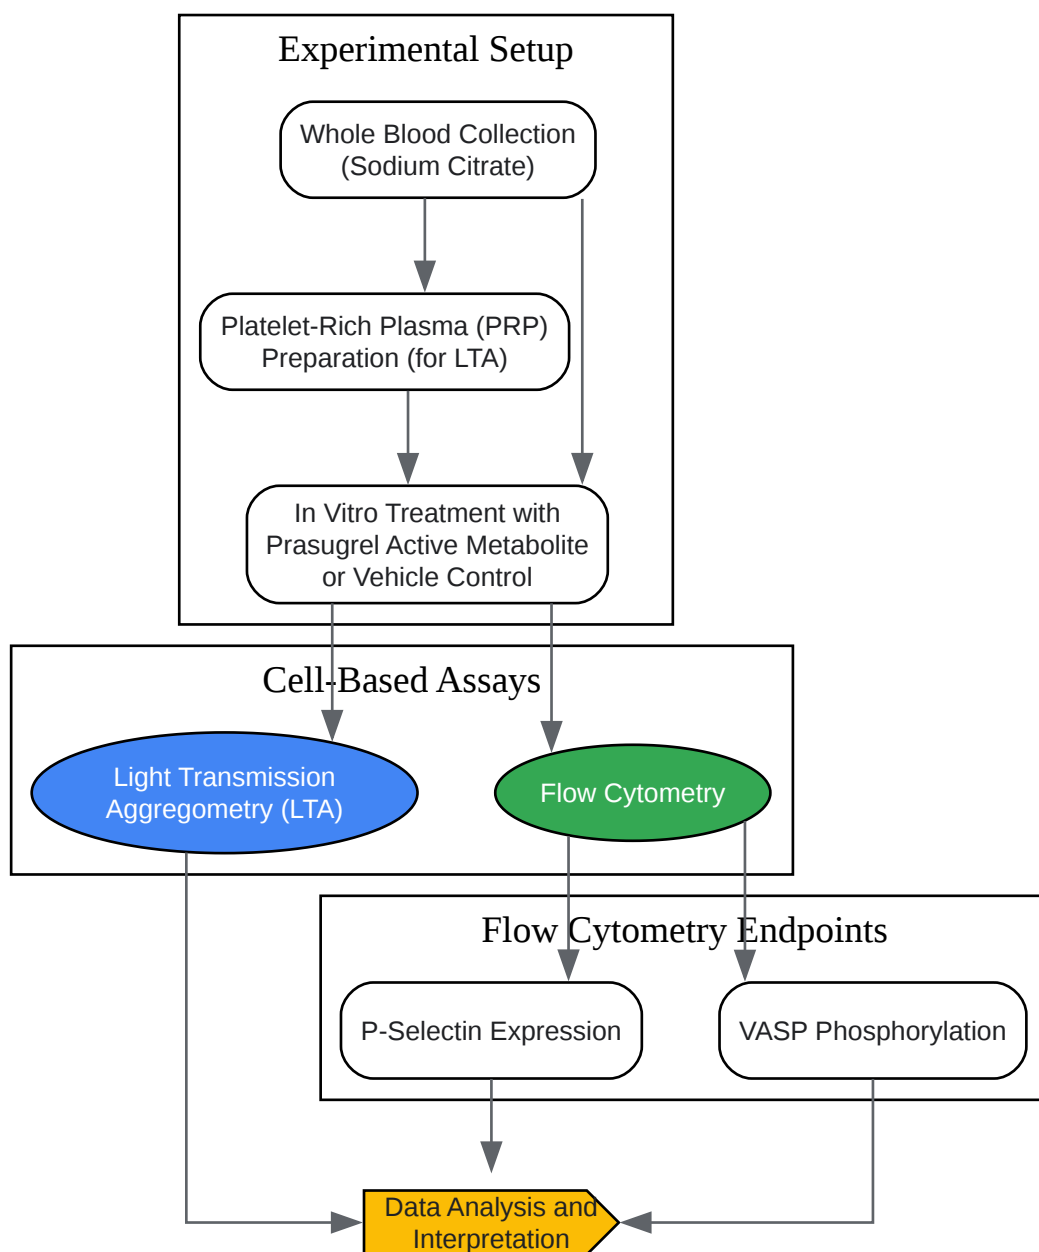 Experimental Setup
Whole Blood Collection
(Sodium Citrate)
Platelet-Rich Plasma (PRP)
Preparation (for LTA)
In Vitro Treatment with
Prasugrel Active Metabolite
or Vehicle Control
Cell-Based Assays
Light Transmission
Aggregometry (LTA)
Flow Cytometry
Flow Cytometry Endpoints
P-Selectin Expression
VASP Phosphorylation
Data Analysis and
Interpretation